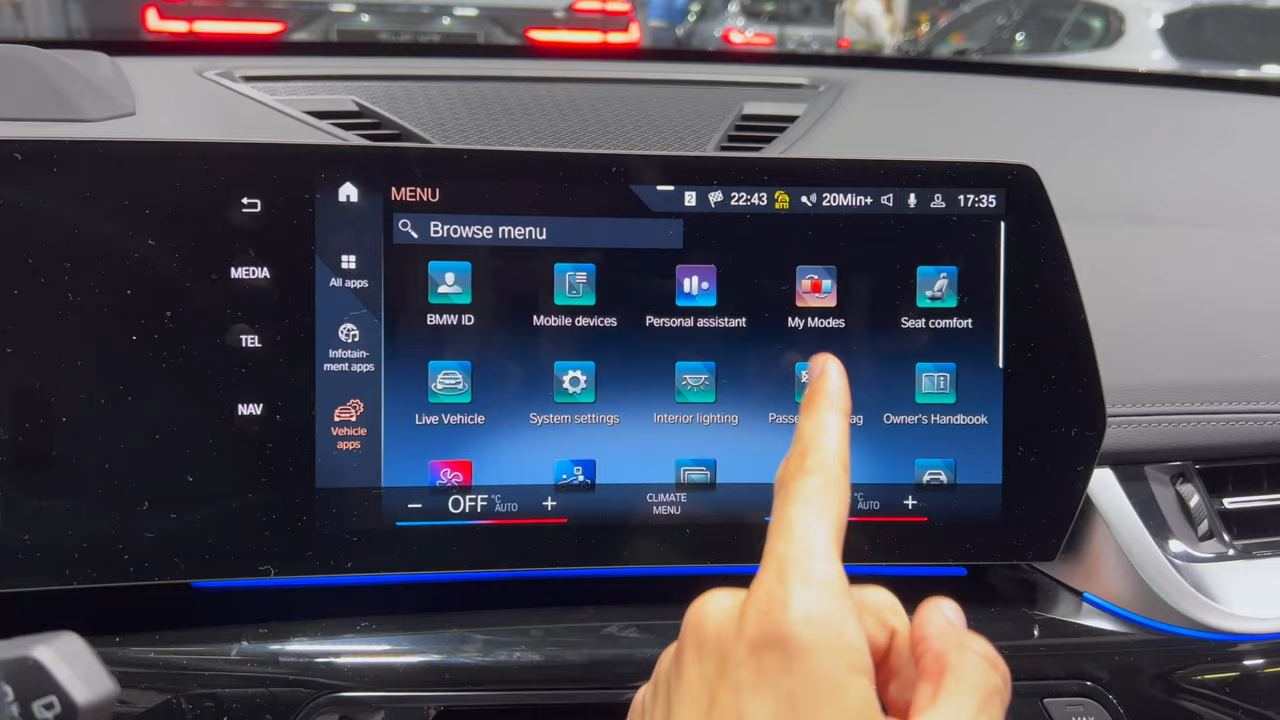 MENU
2
22:43
RTTI
20Min+
17:35
Browse menu
MEDIA
TEL
NAV
All apps
Infotain-
ment apps
Vehicle
apps
BMW ID
Mobile devices
Personal assistant
My Modes
Seat comfort
Live Vehicle
System settings
Interior lighting
Owner's Handbook
- OFF °C AUTO +
CLIMATE
MENU
°C AUTO +
MAX